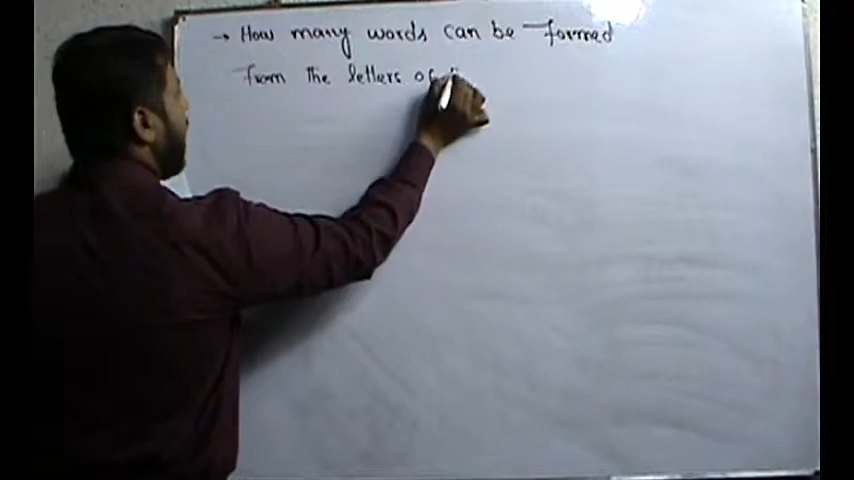 → How many words can be formed
from the letters of